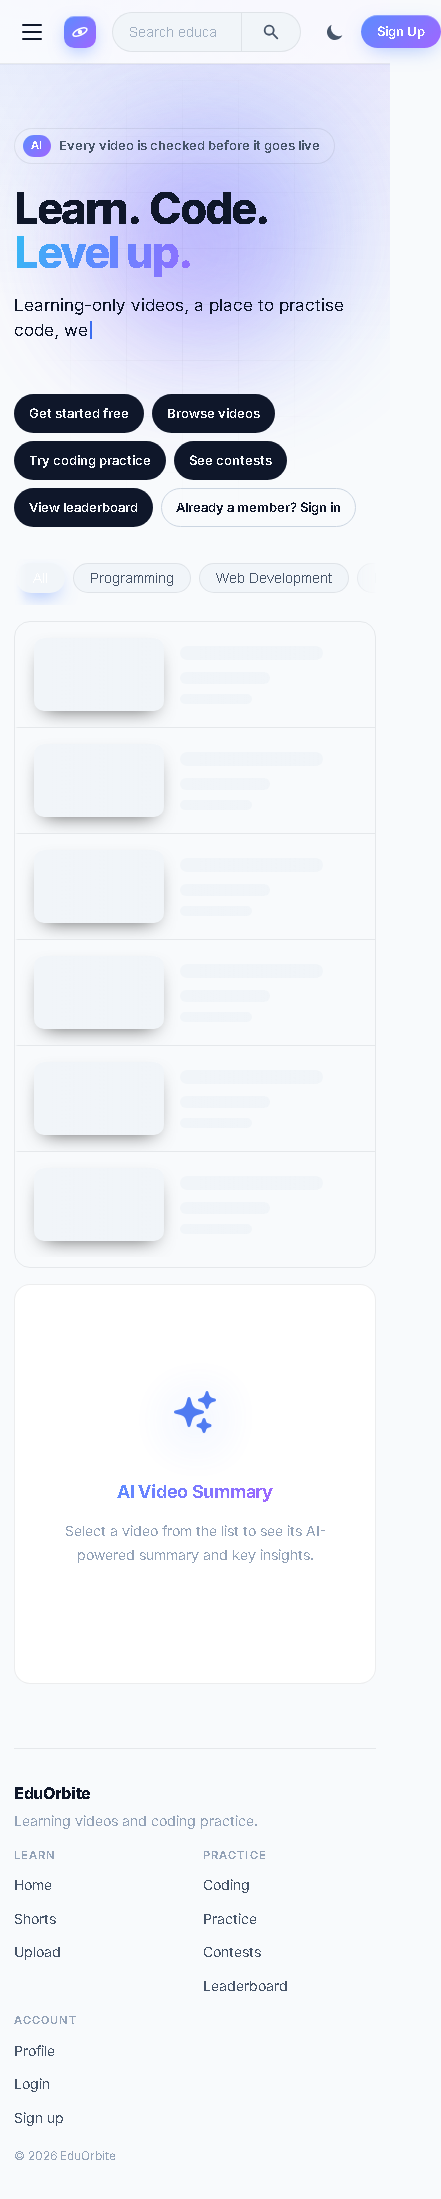 Search educa
Sign Up
AI Every video is checked before it goes live
Learn. Code.
Level up.
Learning-only videos, a place to practise
code, we
Get started free
Browse videos
Try coding practice
See contests
View leaderboard
Already a member? Sign in
All
Programming
Web Development
AI Video Summary
Select a video from the list to see its AI-
powered summary and key insights.
EduOrbite
Learning videos and coding practice.
LEARN
Home
Shorts
Upload
PRACTICE
Coding
Practice
Contests
Leaderboard
ACCOUNT
Profile
Login
Sign up
© 2026 EduOrbite